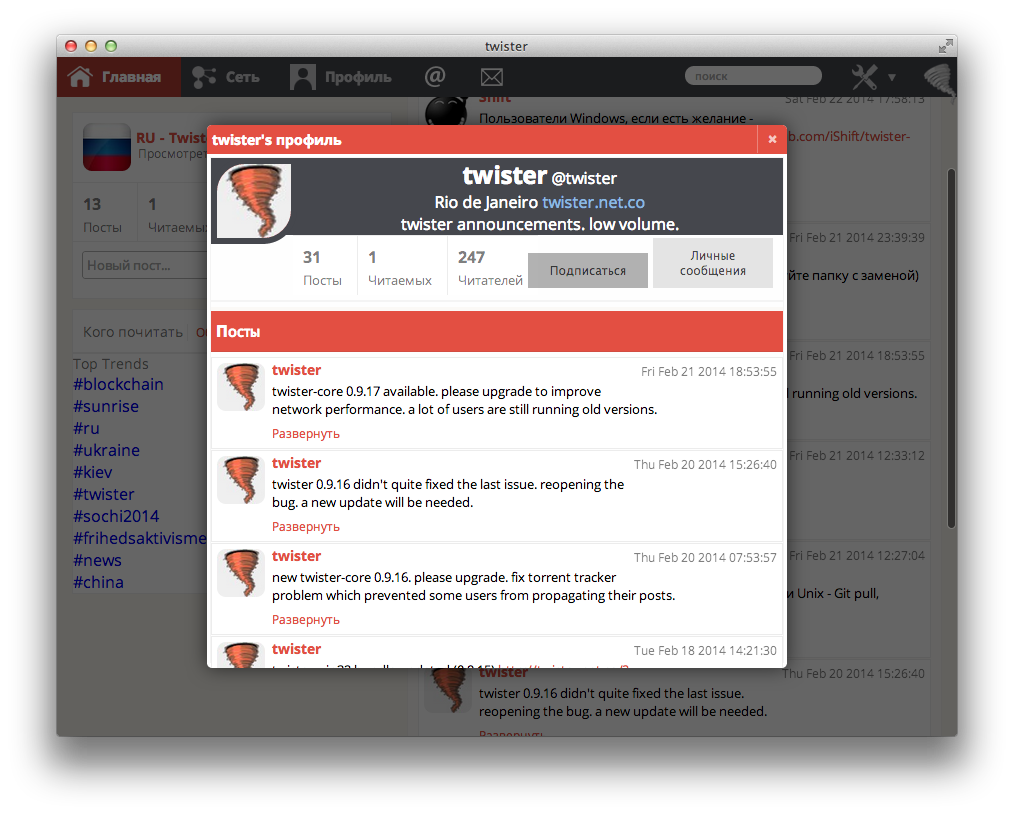 twister
Главная
Сеть
Профиль
@
поиск
RU - Twist
Просмотрет
13
Посты
1
Читаемы
Новый пост...
Кого почитать
Top Trends
#blockchain
#sunrise
#ru
#ukraine
#kiev
#twister
#sochi2014
#frihedsaktivisme
#news
#china
twister's профиль
twister @twister
Rio de Janeiro twister.net.co
twister announcements. low volume.
31
Посты
1
Читаемых
247
Читателей
Подписаться
Личные
сообщения
Посты
twister
Fri Feb 21 2014 18:53:55
twister-core 0.9.17 available. please upgrade to improve
network performance. a lot of users are still running old versions.
Развернуть
twister
Thu Feb 20 2014 15:26:40
twister 0.9.16 didn't quite fixed the last issue. reopening the
bug. a new update will be needed.
Развернуть
twister
Thu Feb 20 2014 07:53:57
new twister-core 0.9.16. please upgrade. fix torrent tracker
problem which prevented some users from propagating their posts.
Развернуть
twister
Tue Feb 18 2014 14:21:30
Shift
Sat Feb 22 2014 17:58:13
Пользователи Windows, если есть желание -
b.com/iShift/twister-
Fri Feb 21 2014 23:39:39
йте папку с заменой)
Fri Feb 21 2014 18:53:55
running old versions.
Fri Feb 21 2014 12:33:12
Fri Feb 21 2014 12:27:04
и Unix - Git pull,
twister
Thu Feb 20 2014 15:26:40
twister 0.9.16 didn't quite fixed the last issue.
reopening the bug. a new update will be needed.
Развернуть